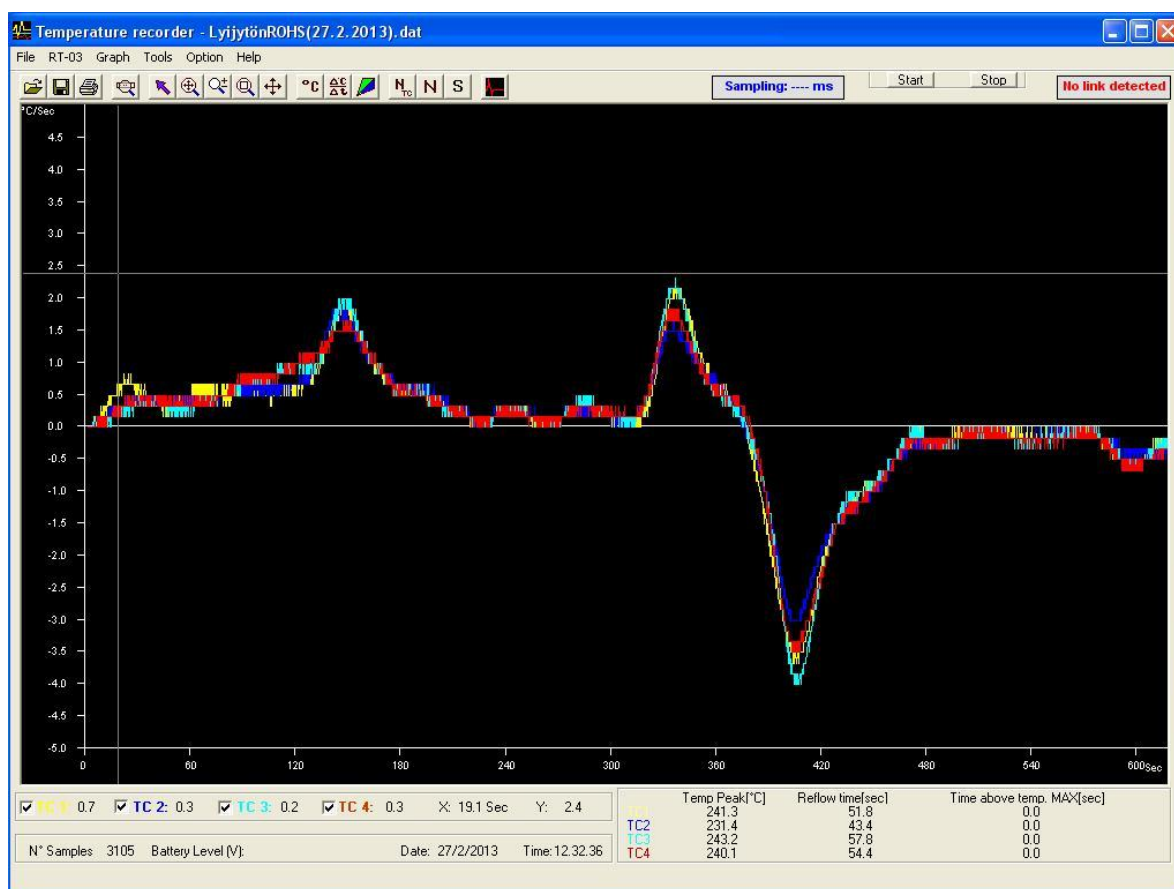 Temperature recorder - LyijytönROHS(27.2.2013).dat
File RT-03 Graph Tools Option Help
°C Δ°C Δt N TC N S Sampling: ---- ms Start Stop No link detected
°C/Sec
4.5
4.0
3.5
3.0
2.5
2.0
1.5
1.0
0.5
0.0
-0.5
-1.0
-1.5
-2.0
-2.5
-3.0
-3.5
-4.0
-4.5
-5.0
0 60 120 180 240 300 360 420 480 540 600Sec
TC 1: 0.7 TC 2: 0.3 TC 3: 0.2 TC 4: 0.3 X: 19.1 Sec Y: 2.4
N° Samples 3105 Battery Level (V): Date: 27/2/2013 Time: 12.32.36
Temp Peak[°C] Reflow time[sec] Time above temp. MAX[sec]
TC1 241.3 51.8 0.0
TC2 231.4 43.4 0.0
TC3 243.2 57.8 0.0
TC4 240.1 54.4 0.0